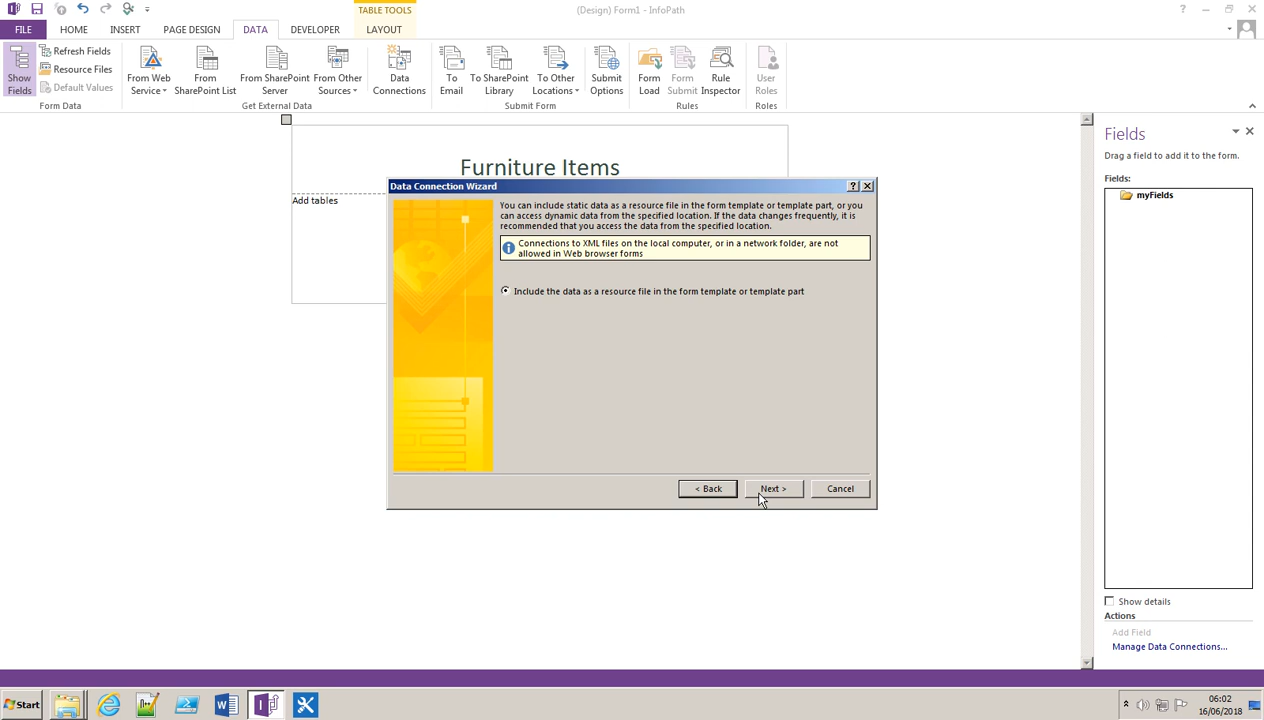 TABLE TOOLS
(Design) Form1 - InfoPath
?
FILE
HOME
INSERT
PAGE DESIGN
DATA
DEVELOPER
LAYOUT
Show Fields
Refresh Fields
Resource Files
Default Values
Form Data
From Web Service
From SharePoint List
From SharePoint Server
From Other Sources
Get External Data
Data Connections
To Email
To SharePoint Library
To Other Locations
Submit Options
Submit Form
Form Load
Form Submit
Rule Inspector
Rules
User Roles
Roles
Furniture Items
Add tables
Data Connection Wizard
You can include static data as a resource file in the form template or template part, or you
can access dynamic data from the specified location. If the data changes frequently, it is
recommended that you access the data from the specified location.
Connections to XML files on the local computer, or in a network folder, are not
allowed in Web browser forms
Include the data as a resource file in the form template or template part
< Back
Next >
Cancel
Fields
Drag a field to add it to the form.
Fields:
myFields
Show details
Actions
Add Field
Manage Data Connections...
Start
06:02
16/06/2018